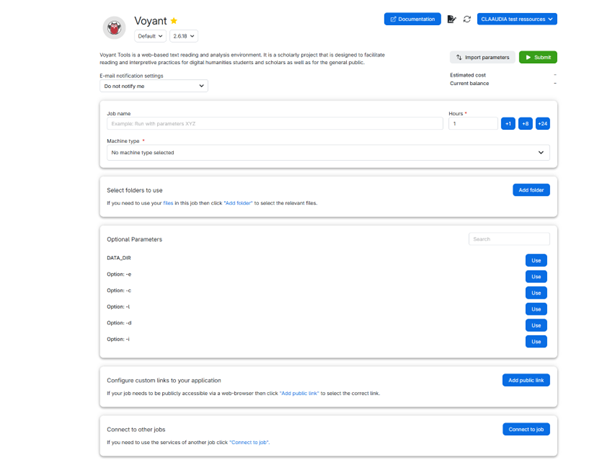 Voyant
Default
2.6.18
Documentation
CLAAUDIA test ressources
Voyant Tools is a web-based text reading and analysis environment. It is a scholarly project that is designed to facilitate
reading and interpretive practices for digital humanities students and scholars as well as for the general public.
Import parameters
Submit
E-mail notification settings
Do not notify me
Estimated cost –
Current balance –
Job name
Example: Run with parameters XYZ
Hours *
1
+1
+8
+24
Machine type *
No machine type selected
Select folders to use
Add folder
If you need to use your files in this job then click "Add folder" to select the relevant files.
Optional Parameters
Search
DATA_DIR
Use
Option: -e
Use
Option: -c
Use
Use
Option: -d
Use
Use
Configure custom links to your application
Add public link
If your job needs to be publicly accessible via a web-browser then click "Add public link" to select the correct link.
Connect to other jobs
Connect to job
If you need to use the services of another job click "Connect to job".